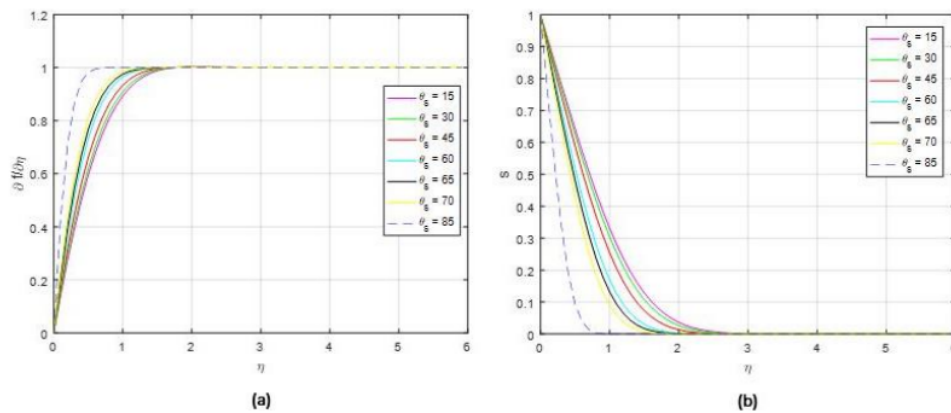 1.2
1
0.8
0.6
0.4
0.2
0
∂ f/∂η
θs = 15
θs = 30
θs = 45
θs = 60
θs = 65
θs = 70
θs = 85
0 1 2 3 4 5 6
η
(a)
1
0.9
0.8
0.7
0.6
0.5
0.4
0.3
0.2
0.1
0
s
θs = 15
θs = 30
θs = 45
θs = 60
θs = 65
θs = 70
θs = 85
0 1 2 3 4 5 6
η
(b)